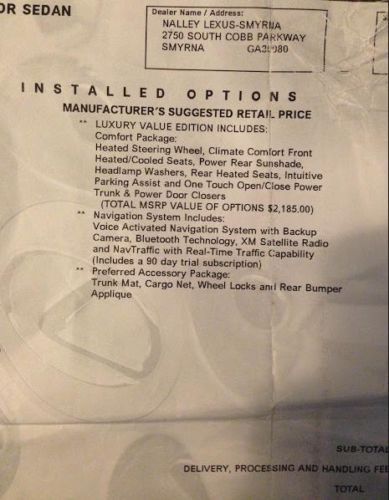 OR SEDAN
Dealer Name / Address:
NALLEY LEXUS-SMYRNA
2750 SOUTH COBB PARKWAY
SMYRNA GA30080
INSTALLED OPTIONS
MANUFACTURER'S SUGGESTED RETAIL PRICE
** LUXURY VALUE EDITION INCLUDES:
Comfort Package:
Heated Steering Wheel, Climate Comfort Front
Heated/Cooled Seats, Power Rear Sunshade,
Headlamp Washers, Rear Heated Seats, Intuitive
Parking Assist and One Touch Open/Close Power
Trunk & Power Door Closers
(TOTAL MSRP VALUE OF OPTIONS $2,185.00)
** Navigation System Includes:
Voice Activated Navigation System with Backup
Camera, Bluetooth Technology, XM Satellite Radio
and NavTraffic with Real-Time Traffic Capability
(Includes a 90 day trial subscription)
** Preferred Accessory Package:
Trunk Mat, Cargo Net, Wheel Locks and Rear Bumper
Applique
SUB-TOTAL
DELIVERY, PROCESSING AND HANDLING FEE
TOTAL